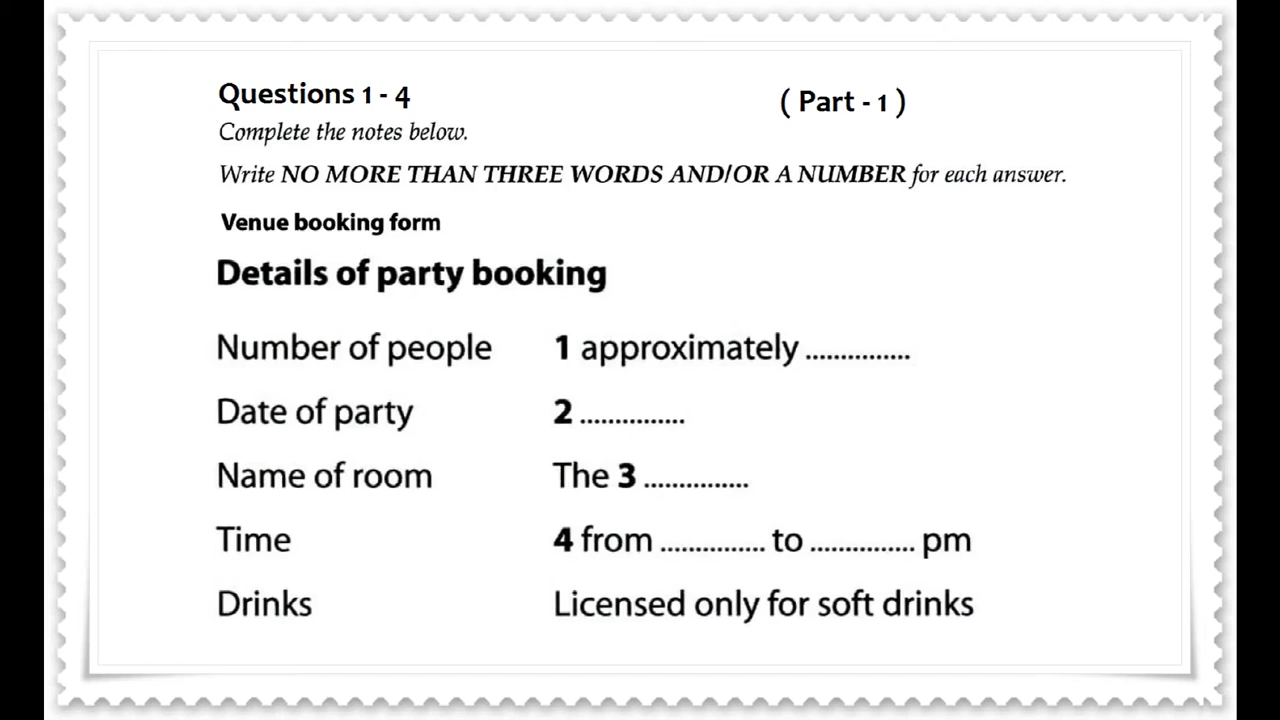 Questions 1 - 4
( Part - 1 )
Complete the notes below.
Write NO MORE THAN THREE WORDS AND/OR A NUMBER for each answer.
Venue booking form
Details of party booking
Number of people 1 approximately ...............
Date of party 2 ...............
Name of room The 3 ...............
Time 4 from ............... to ............... pm
Drinks Licensed only for soft drinks